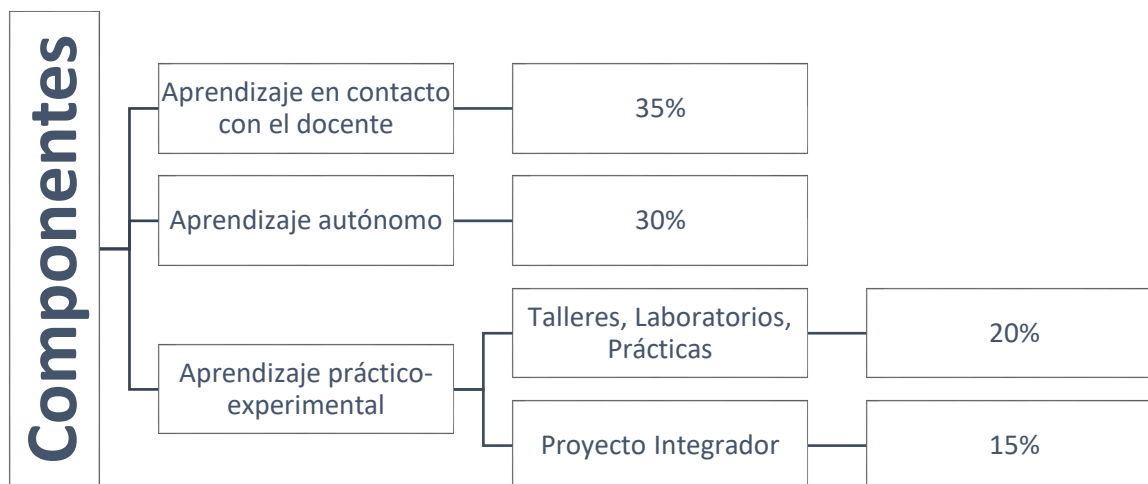 Componentes
Aprendizaje en contacto
con el docente
35%
Aprendizaje autónomo
30%
Aprendizaje práctico-
experimental
Talleres, Laboratorios,
Prácticas
20%
Proyecto Integrador
15%